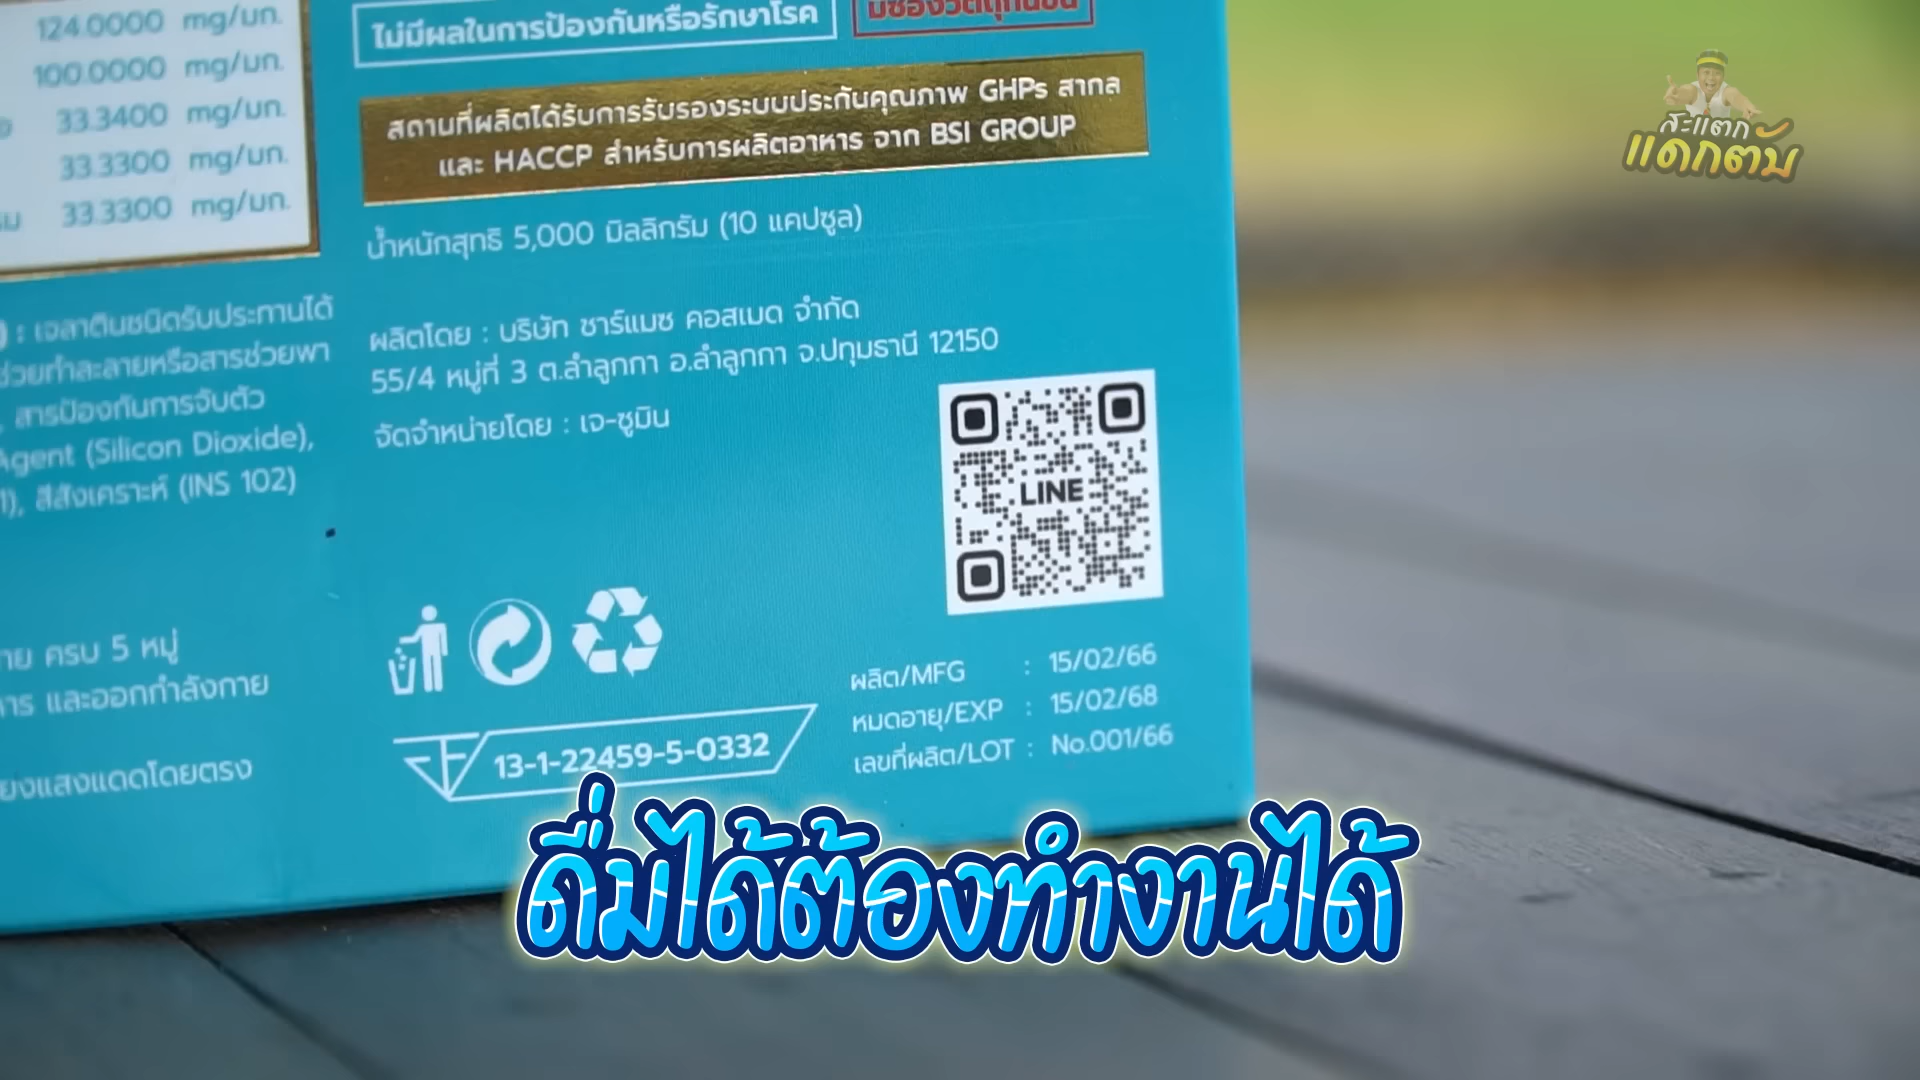 124.0000 mg/มก.
100.0000 mg/มก.
33.3400 mg/มก.
33.3300 mg/มก.
33.3300 mg/มก.
ไม่มีผลในการป้องกันหรือรักษาโรค
มีซองวัตถุกันชื้น
สถานที่ผลิตได้รับการรับรองระบบประกันคุณภาพ GHPs สากล
และ HACCP สำหรับการผลิตอาหาร จาก BSI GROUP
น้ำหนักสุทธิ 5,000 มิลลิกรัม (10 แคปซูล)
ผลิตโดย : บริษัท ชาร์แมซ คอสเมด จำกัด
55/4 หมู่ที่ 3 ต.ลำลูกกา อ.ลำลูกกา จ.ปทุมธานี 12150
จัดจำหน่ายโดย : เจ-ซูมิน
LINE
: เจลาตินชนิดรับประทานได้
ช่วยทำละลายหรือสารช่วยพา
, สารป้องกันการจับตัว
Agent (Silicon Dioxide),
), สีสังเคราะห์ (INS 102)
ครบ 5 หมู่
และออกกำลังกาย
แสงแดดโดยตรง
13-1-22459-5-0332
ผลิต/MFG : 15/02/66
หมดอายุ/EXP : 15/02/68
เลขที่ผลิต/LOT : No.001/66
สะแตก
แดกตับ
ดื่มได้ต้องทำงานได้